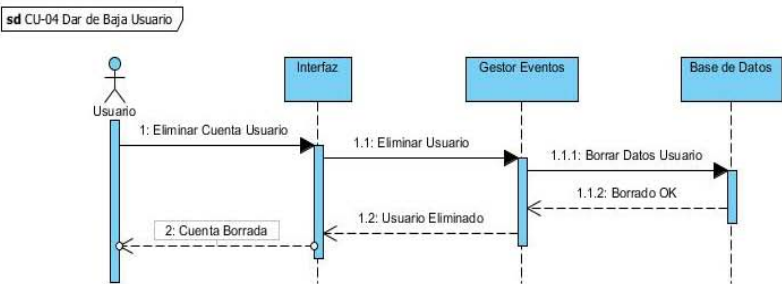 sd CU-04 Dar de Baja Usuario
Interfaz
Gestor Eventos
Base de Datos
Usuario
1: Eliminar Cuenta Usuario
1.1: Eliminar Usuario
1.1.1: Borrar Datos Usuario
1.1.2: Borrado OK
1.2: Usuario Eliminado
2: Cuenta Borrada